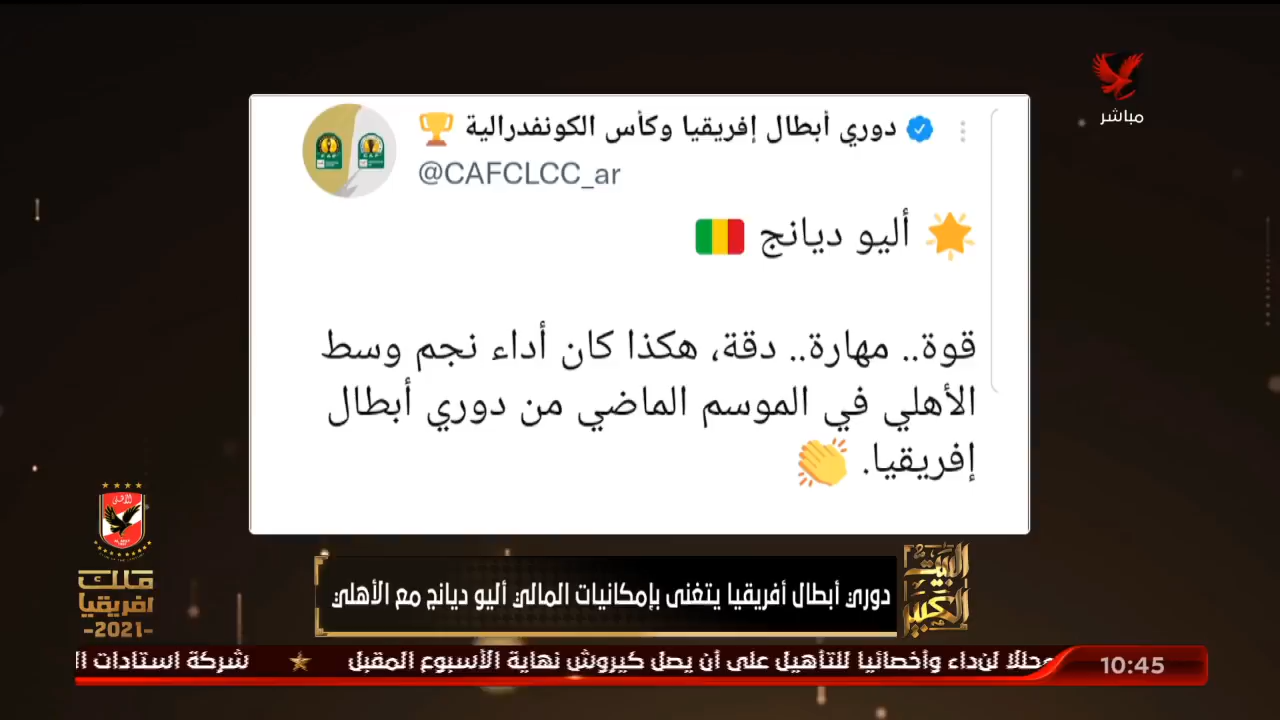 مباشر
دوري أبطال إفريقيا وكأس الكونفدرالية
@CAFCLCC_ar
أليو ديانج
قوة.. مهارة.. دقة، هكذا كان أداء نجم وسط
الأهلي في الموسم الماضي من دوري أبطال
إفريقيا.
البيت الكبير
دوري أبطال أفريقيا يتغنى بإمكانيات المالي أليو ديانج مع الأهلي
ملك
افريقيا
-2021-
10:45
لأداء وأخصائيا للتأهيل على أن يصل كيروش نهاية الأسبوع المقبل
شركة استادات